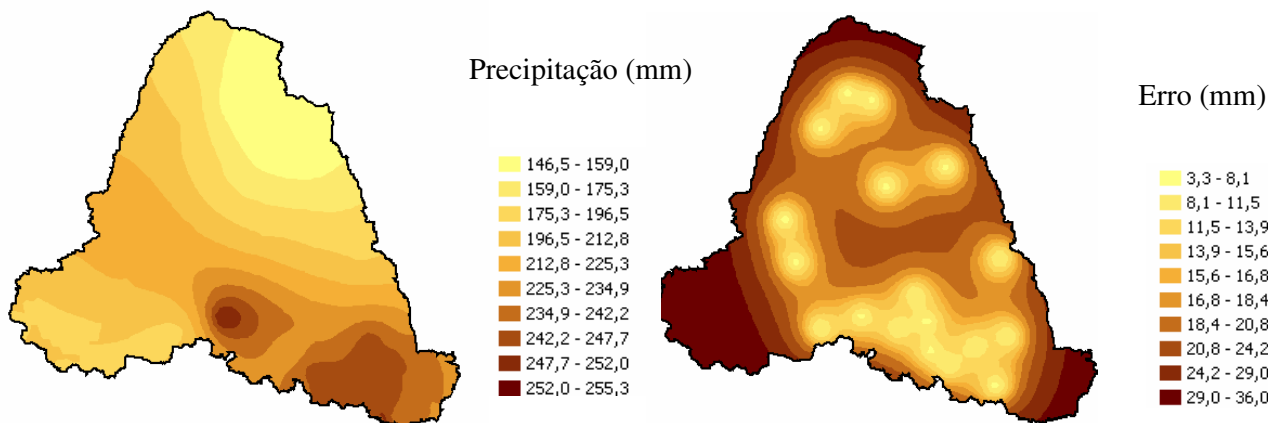 Precipitação (mm)
146,5 - 159,0
159,0 - 175,3
175,3 - 196,5
196,5 - 212,8
212,8 - 225,3
225,3 - 234,9
234,9 - 242,2
242,2 - 247,7
247,7 - 252,0
252,0 - 255,3
Erro (mm)
3,3 - 8,1
8,1 - 11,5
11,5 - 13,9
13,9 - 15,6
15,6 - 16,8
16,8 - 18,4
18,4 - 20,8
20,8 - 24,2
24,2 - 29,0
29,0 - 36,0